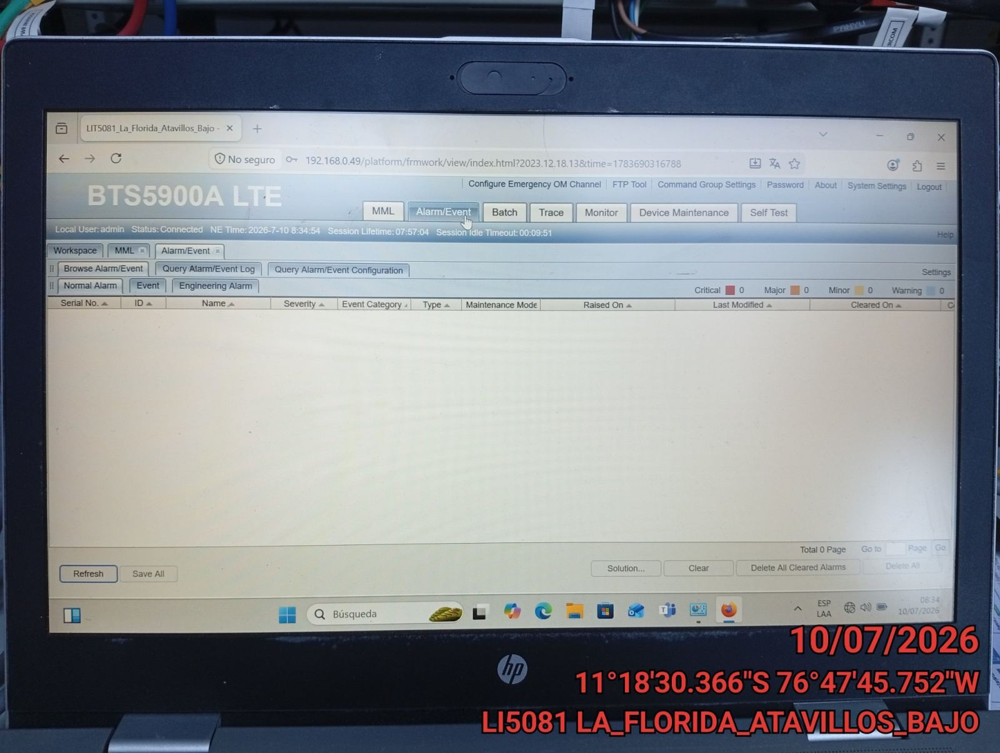 PWR INVER
PANYU
RCOM
LIT5081_La_Florida_Atavillos_Bajo -
No seguro
192.168.0.49/platform/frmwork/view/index.html?2023.12.18.13&time=1783690316788
BTS5900A LTE
Configure Emergency OM Channel
FTP Tool
Command Group Settings
Password
About
System Settings
Logout
MML
Alarm/Event
Batch
Trace
Monitor
Device Maintenance
Self Test
Local User: admin Status: Connected NE Time: 2026-7-10 8:34:54 Session Lifetime: 07:57:04 Session Idle Timeout: 00:09:51
Help
Workspace
MML
Alarm/Event
Browse Alarm/Event
Query Alarm/Event Log
Query Alarm/Event Configuration
Settings
Normal Alarm
Event
Engineering Alarm
Critical 0 Major 0 Minor 0 Warning 0
Serial No. ID Name Severity Event Category Type Maintenance Mode Raised On Last Modified Cleared On C
Total 0 Page Go to Page Go
Refresh
Save All
Solution...
Clear
Delete All Cleared Alarms
Delete All
Búsqueda
ESP
LAA
08:34
10/07/2026
hp
10/07/2026
11°18'30.366"S 76°47'45.752"W
LI5081 LA_FLORIDA_ATAVILLOS_BAJO